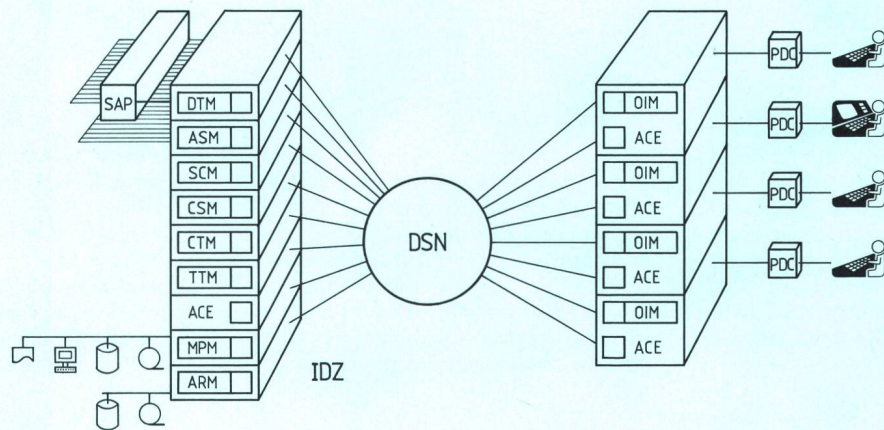 SAP
DTM
ASM
SCM
CSM
CTM
TTM
ACE
MPM
ARM
IDZ
DSN
OIM
ACE
OIM
ACE
OIM
ACE
OIM
ACE
PDC
PDC
PDC
PDC